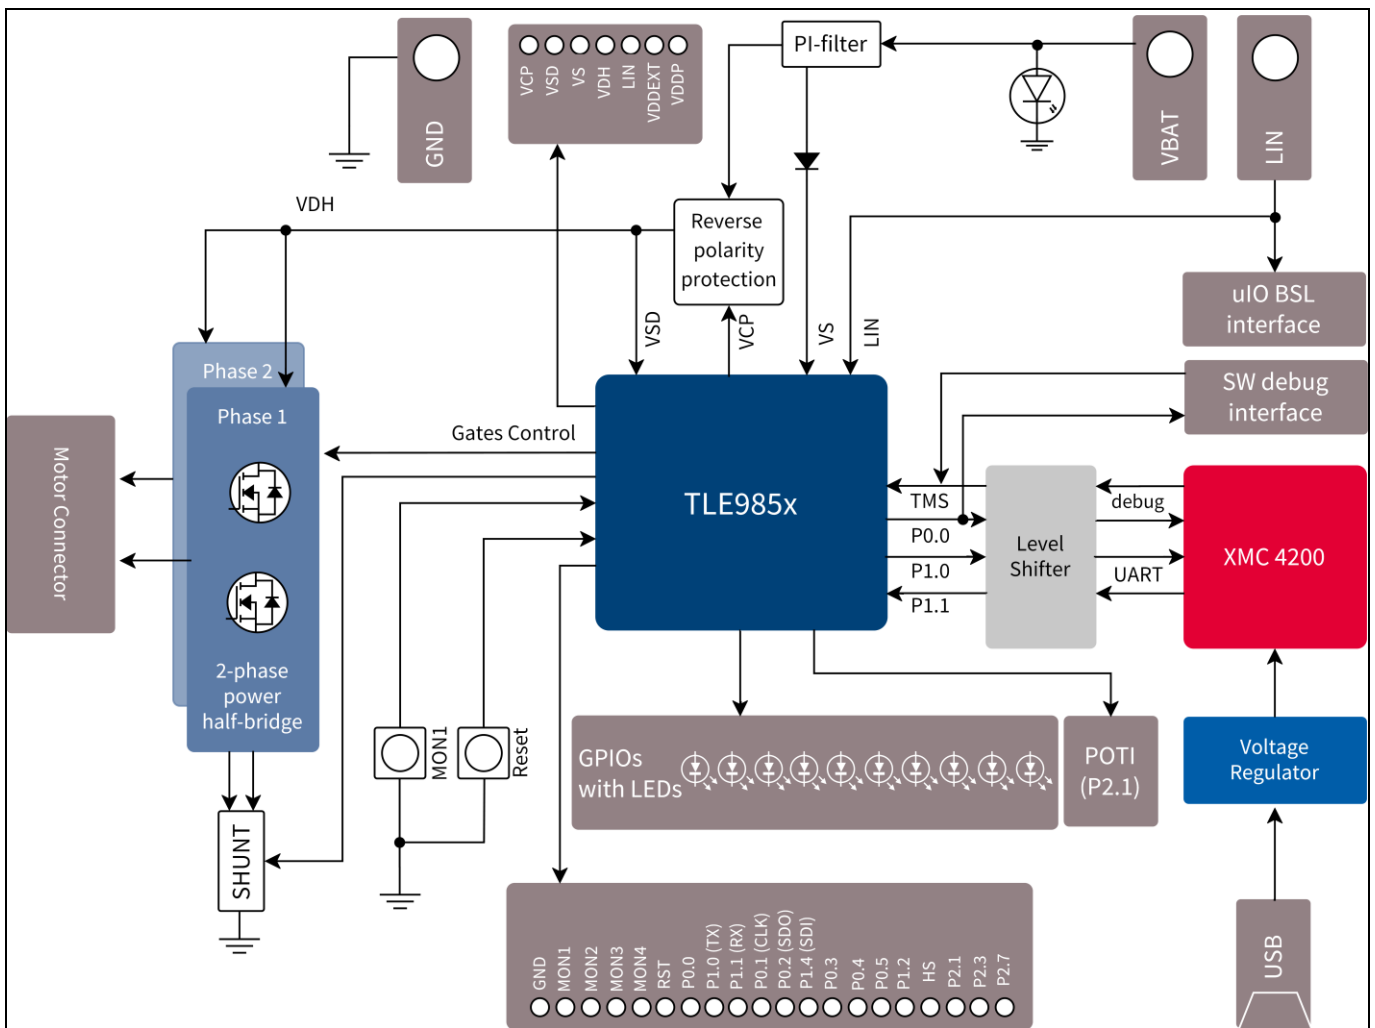 GND
VCP
VSD
VS
VDH
LIN
VDDEXT
VDDP
PI-filter
VBAT
LIN
VDH
Reverse
polarity
protection
VSD
VCP
VS
LIN
uIO BSL
interface
SW debug
interface
Phase 2
Phase 1
Gates Control
Motor Connector
TLE985x
TMS
P0.0
P1.0
P1.1
Level
Shifter
debug
UART
XMC 4200
2-phase
power
half-bridge
MON1
Reset
GPIOs
with LEDs
POTI
(P2.1)
Voltage
Regulator
SHUNT
GND
MON1
MON2
MON3
MON4
RST
P0.0
P1.0 (TX)
P1.1 (RX)
P0.1 (CLK)
P0.2 (SDO)
P1.4 (SDI)
P0.3
P0.4
P0.5
P1.2
HS
P2.1
P2.3
P2.7
USB